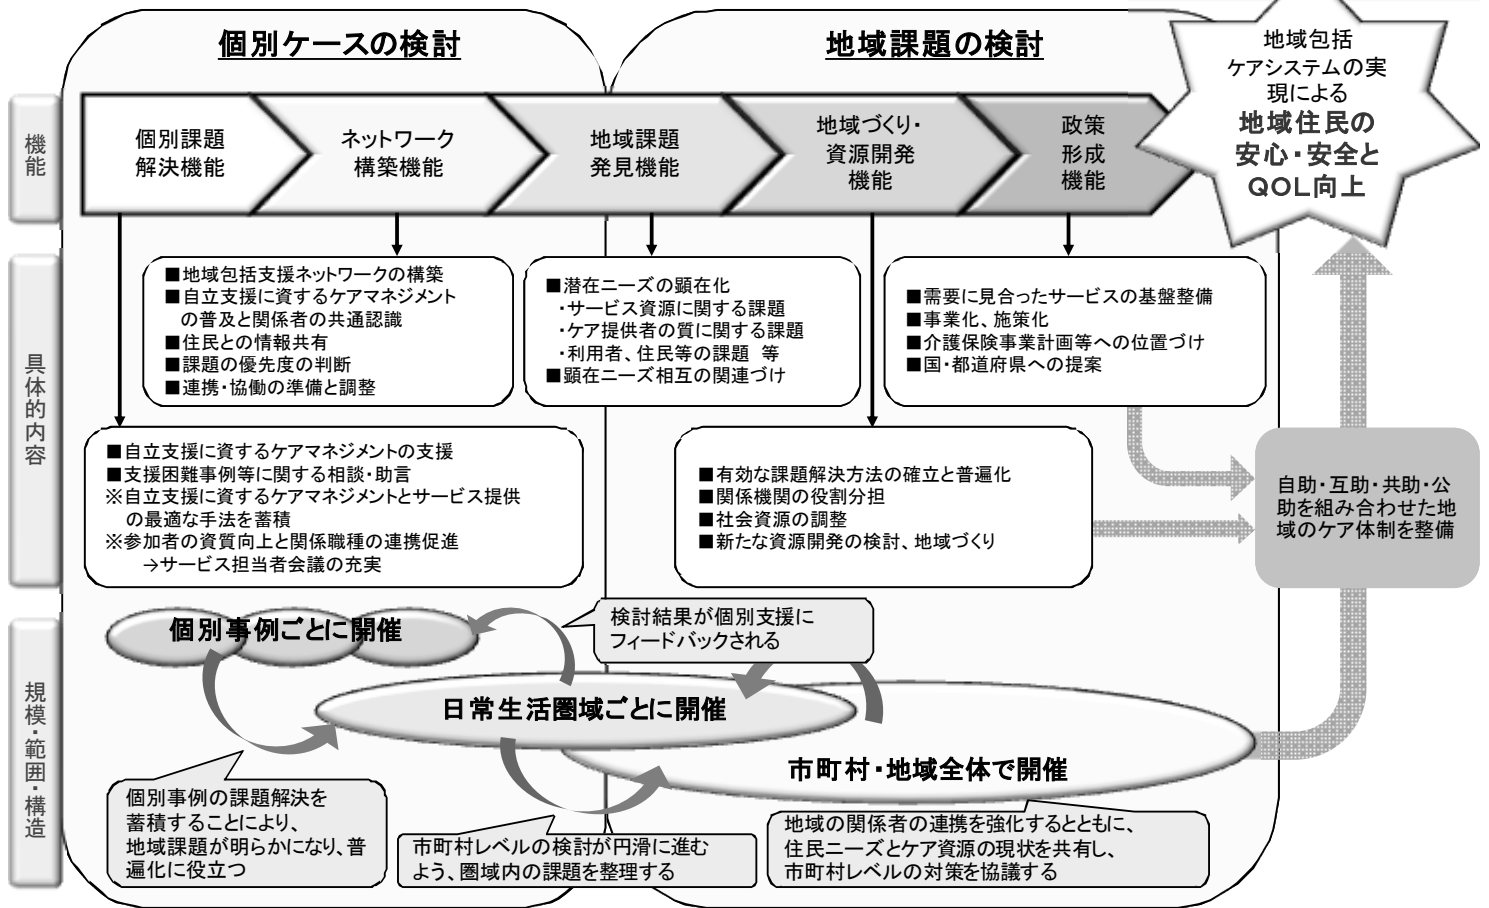 個別ケースの検討
地域課題の検討
地域包括
ケアシステムの実
現による
地域住民の
安心・安全と
QOL向上
機能
個別課題
解決機能
ネットワーク
構築機能
地域課題
発見機能
地域づくり・
資源開発
機能
政策
形成
機能
具体的内容
■地域包括支援ネットワークの構築
■自立支援に資するケアマネジメント
の普及と関係者の共通認識
■住民との情報共有
■課題の優先度の判断
■連携・協働の準備と調整
■潜在ニーズの顕在化
・サービス資源に関する課題
・ケア提供者の質に関する課題
・利用者、住民等の課題 等
■顕在ニーズ相互の関連づけ
■需要に見合ったサービスの基盤整備
■事業化、施策化
■介護保険事業計画等への位置づけ
■国・都道府県への提案
■自立支援に資するケアマネジメントの支援
■支援困難事例等に関する相談・助言
※自立支援に資するケアマネジメントとサービス提供
の最適な手法を蓄積
※参加者の資質向上と関係職種の連携促進
→サービス担当者会議の充実
■有効な課題解決方法の確立と普遍化
■関係機関の役割分担
■社会資源の調整
■新たな資源開発の検討、地域づくり
自助・互助・共助・公
助を組み合わせた地
域のケア体制を整備
規模・範囲・構造
個別事例ごとに開催
検討結果が個別支援に
フィードバックされる
日常生活圏域ごとに開催
市町村・地域全体で開催
個別事例の課題解決を
蓄積することにより、
地域課題が明らかになり、普
遍化に役立つ
市町村レベルの検討が円滑に進む
よう、圏域内の課題を整理する
地域の関係者の連携を強化するとともに、
住民ニーズとケア資源の現状を共有し、
市町村レベルの対策を協議する